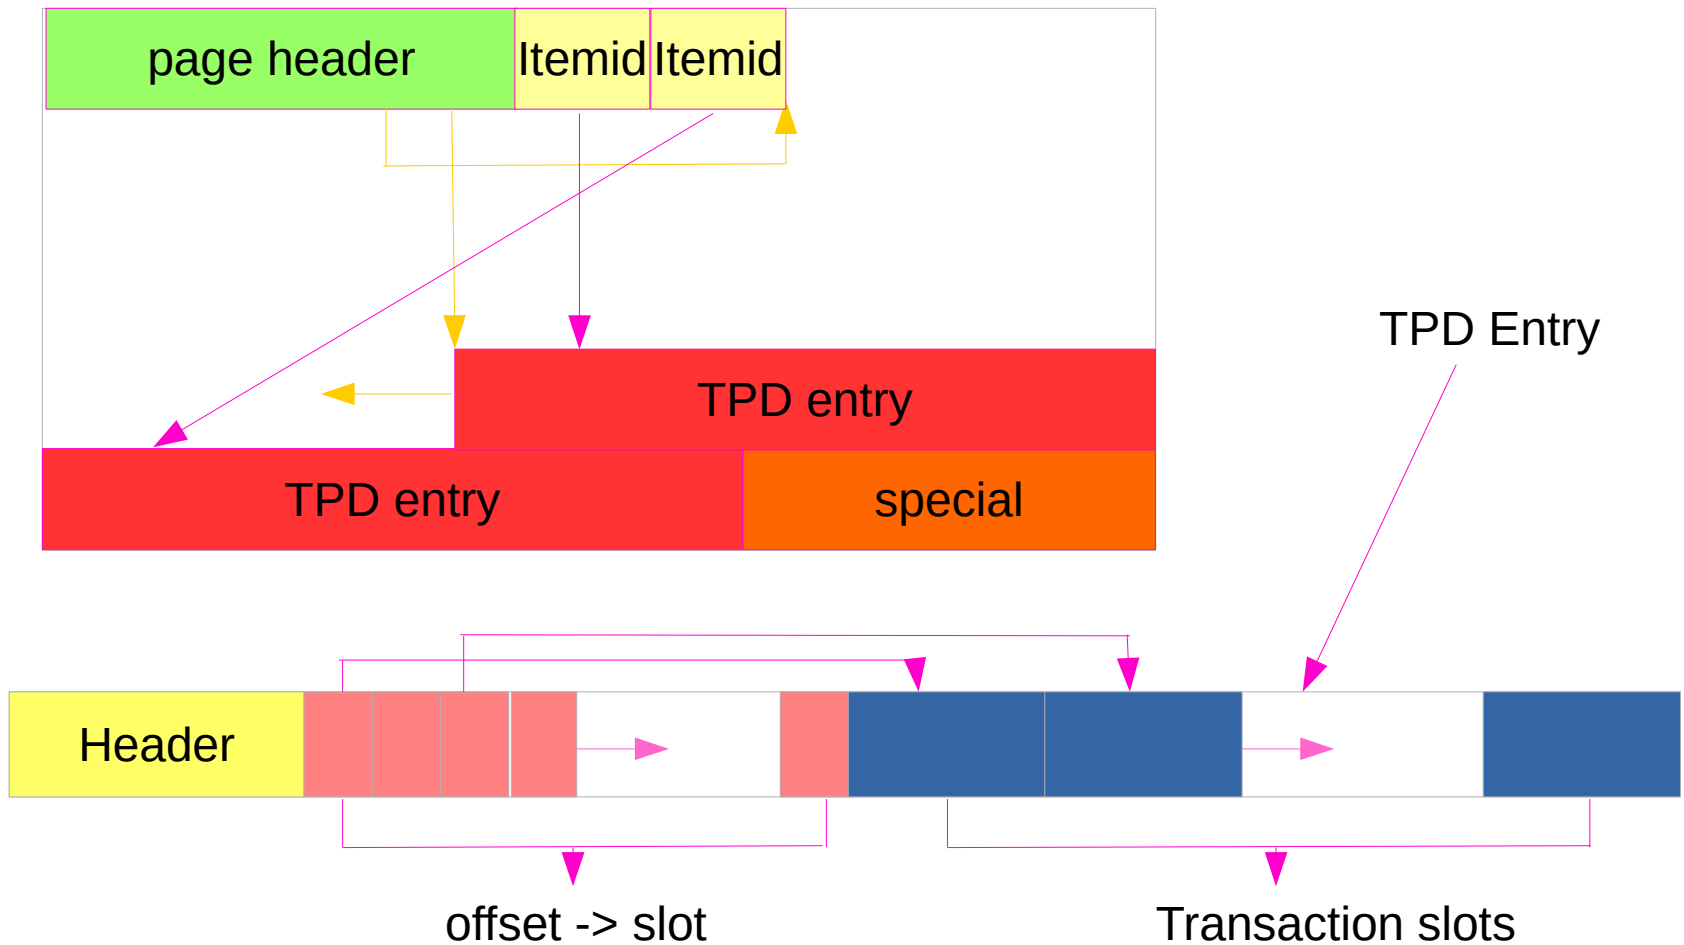 page header
Itemid
Itemid
TPD Entry
TPD entry
TPD entry
special
Header
offset -> slot
Transaction slots